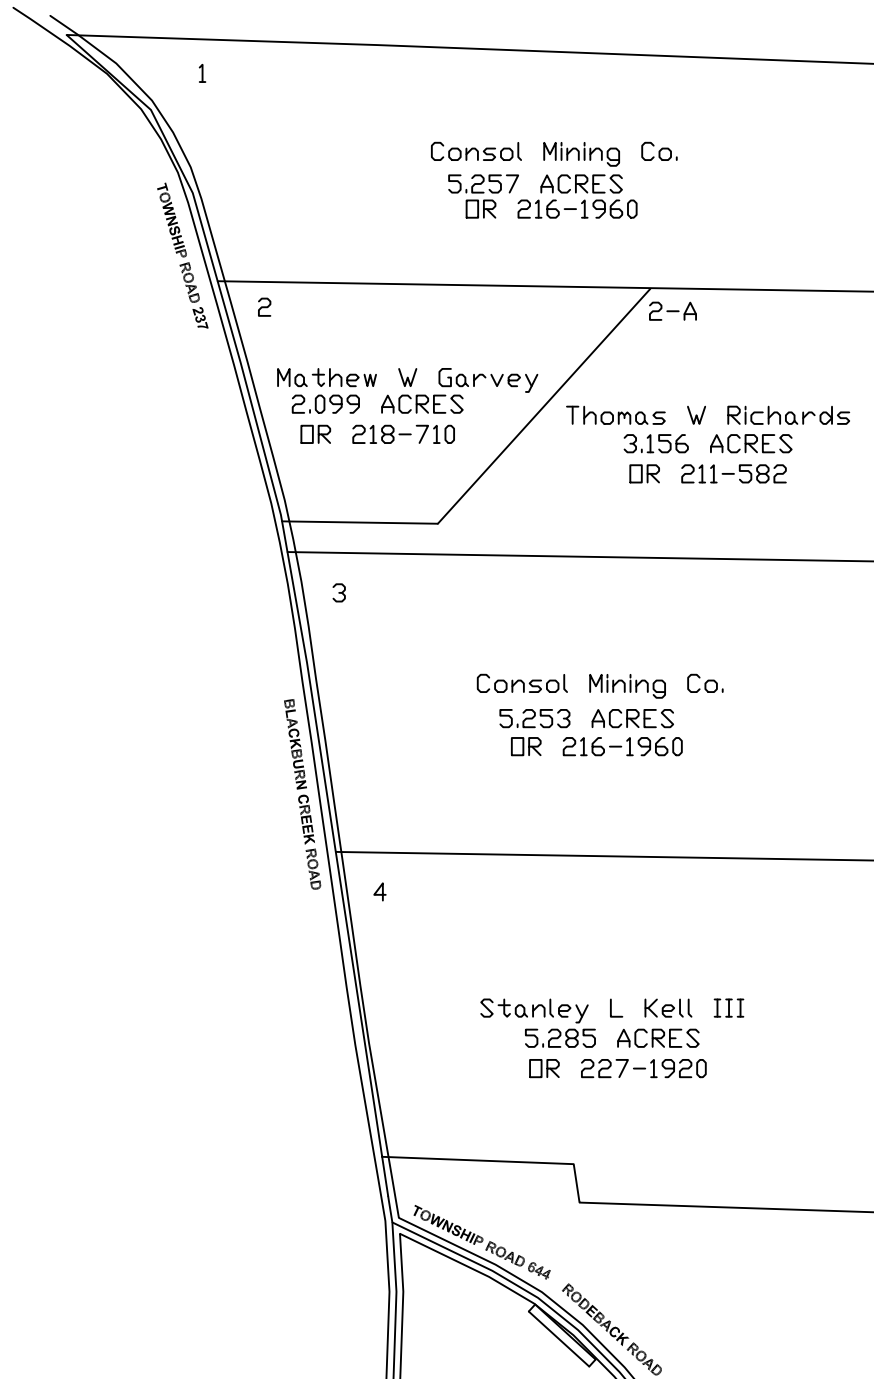 1
Consol Mining Co.
5.257 ACRES
OR 216-1960
TOWNSHIP ROAD 237
2
2-A
Mathew W Garvey
2.099 ACRES
OR 218-710
Thomas W Richards
3.156 ACRES
OR 211-582
3
Consol Mining Co.
5.253 ACRES
OR 216-1960
BLACKBURN CREEK ROAD
4
Stanley L Kell III
5.285 ACRES
OR 227-1920
TOWNSHIP ROAD 644
RODEBACK ROAD